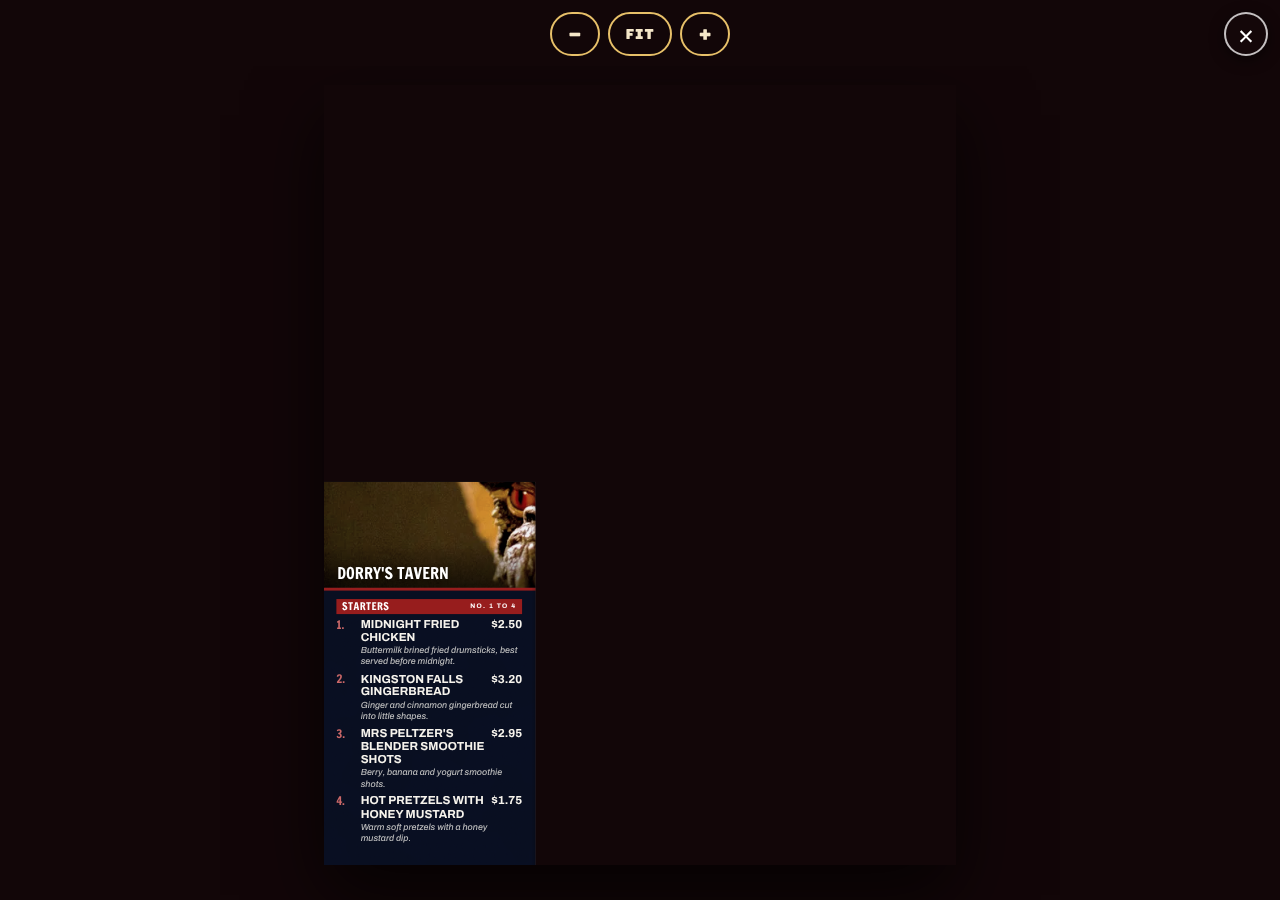 − FIT +
×
DORRY'S TAVERN
STARTERS NO. 1 TO 4
1. MIDNIGHT FRIED $2.50
CHICKEN
Buttermilk brined fried drumsticks, best
served before midnight.
2. KINGSTON FALLS $3.20
GINGERBREAD
Ginger and cinnamon gingerbread cut
into little shapes.
3. MRS PELTZER'S $2.95
BLENDER SMOOTHIE
SHOTS
Berry, banana and yogurt smoothie
shots.
4. HOT PRETZELS WITH $1.75
HONEY MUSTARD
Warm soft pretzels with a honey
mustard dip.